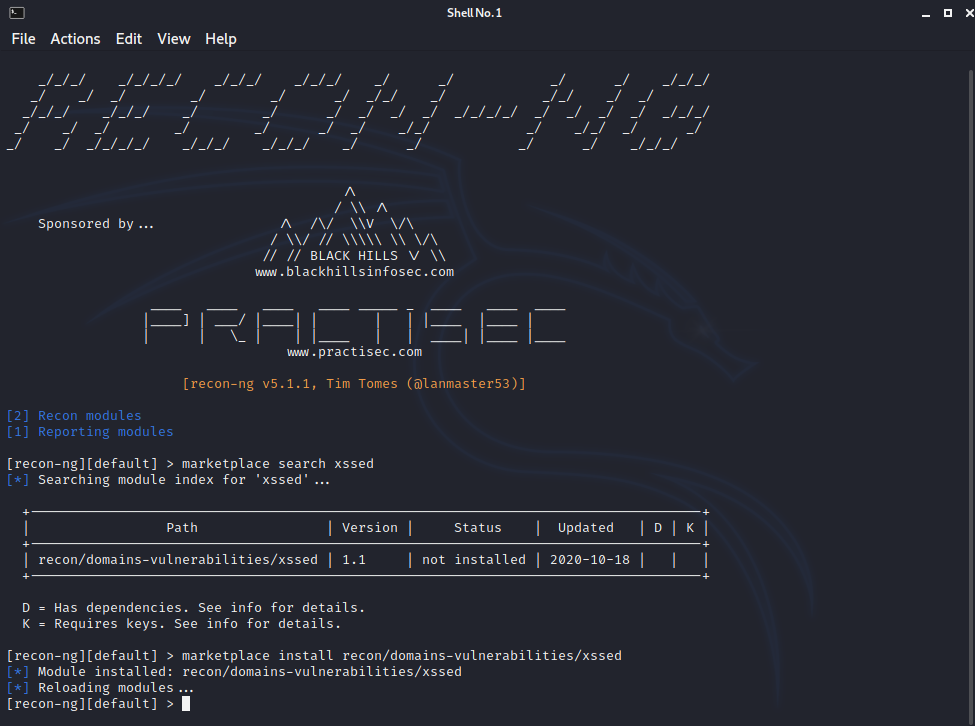 Shell No. 1
File Actions Edit View Help
RECON-NG
Sponsored by...
BLACK HILLS
www.blackhillsinfosec.com
PRACTISEC
www.practisec.com
[recon-ng v5.1.1, Tim Tomes (@lanmaster53)]
[2] Recon modules
[1] Reporting modules
[recon-ng][default] > marketplace search xssed
[*] Searching module index for 'xssed'...
| Path | Version | Status | Updated | D | K |
| recon/domains-vulnerabilities/xssed | 1.1 | not installed | 2020-10-18 | | |
D = Has dependencies. See info for details.
K = Requires keys. See info for details.
[recon-ng][default] > marketplace install recon/domains-vulnerabilities/xssed
[*] Module installed: recon/domains-vulnerabilities/xssed
[*] Reloading modules...
[recon-ng][default] >